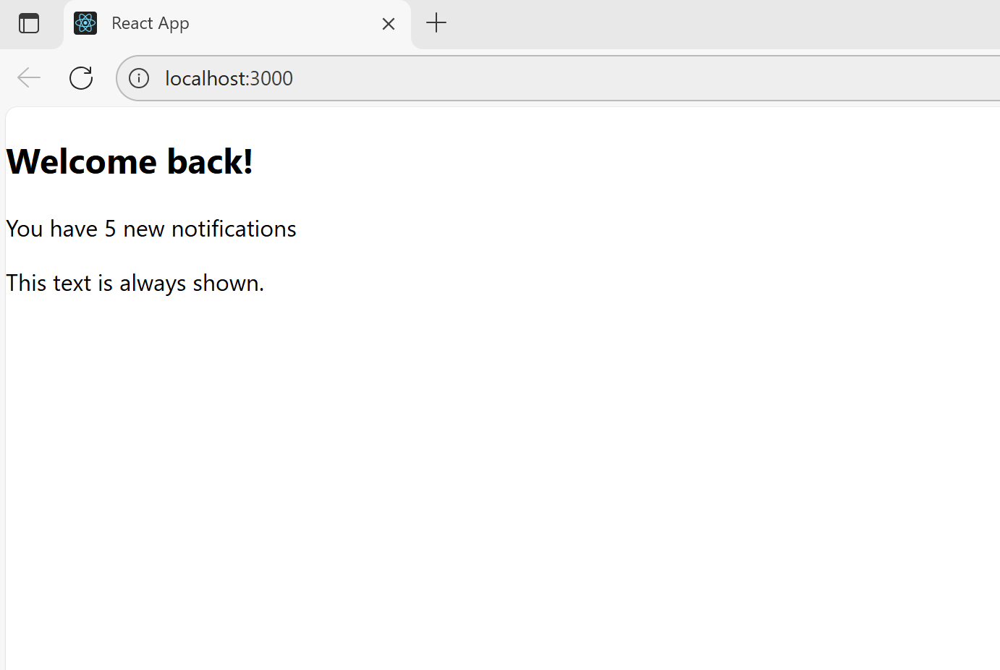 React App
localhost:3000
Welcome back!
You have 5 new notifications
This text is always shown.